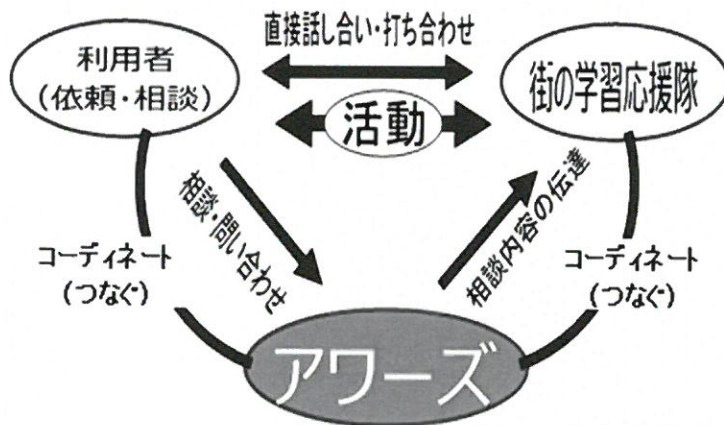 直接話し合い・打ち合わせ
利用者
(依頼・相談)
街の学習応援隊
活動
相談・問い合わせ
相談内容の伝達
コーディネート
(つなぐ)
コーディネート
(つなぐ)
アワーズ